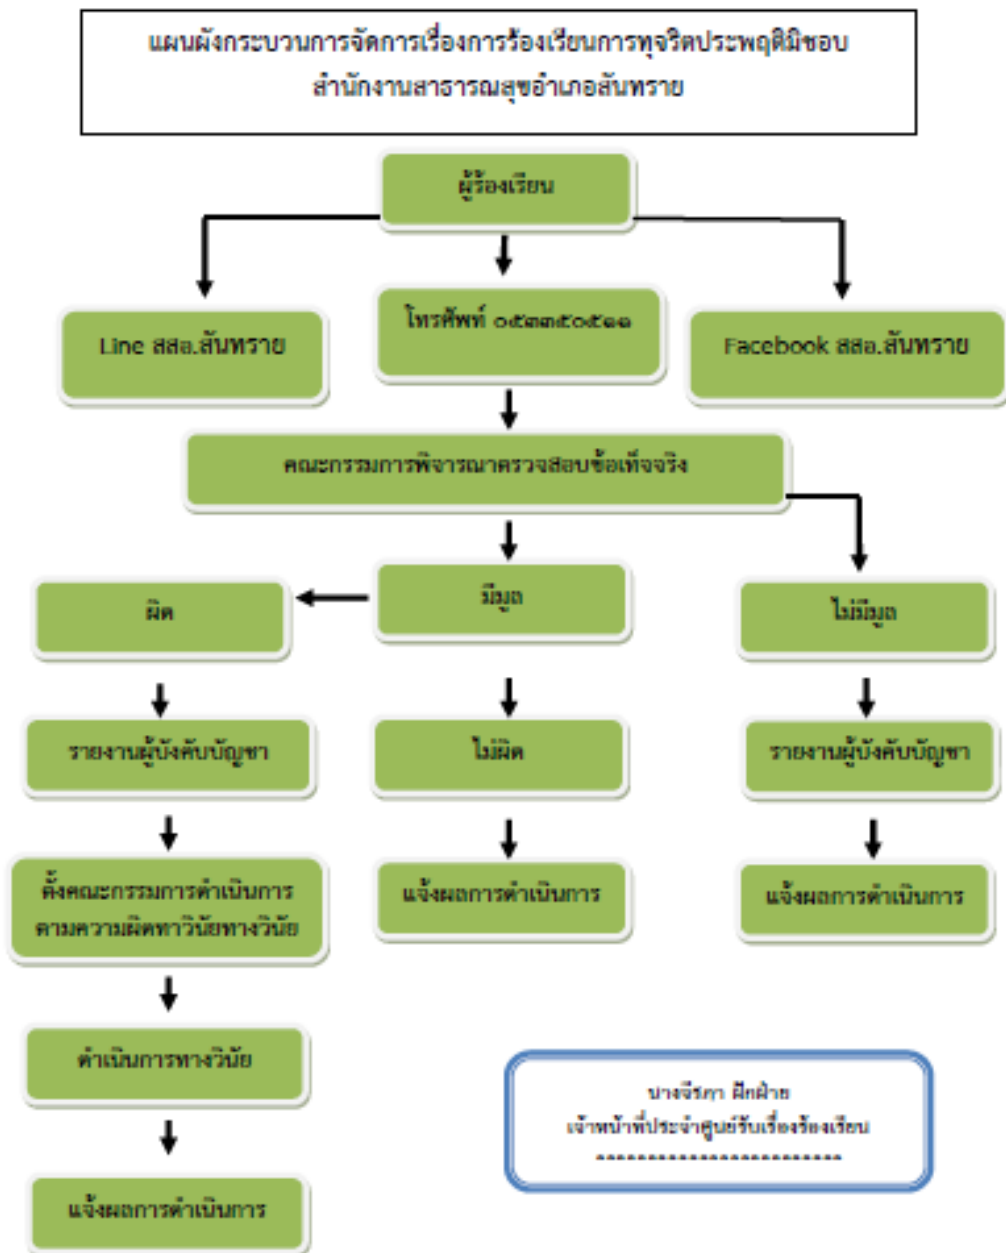 แผนผังกระบวนการจัดการเรื่องการร้องเรียนการทุจริตประพฤติมิชอบ
สำนักงานสาธารณสุขอำเภอสันทราย
ผู้ร้องเรียน
Line สสอ.สันทราย
โทรศัพท์ ๐๕๓๓๕๐๕๑๑
Facebook สสอ.สันทราย
คณะกรรมการพิจารณาตรวจสอบข้อเท็จจริง
ผิด
มีมูล
ไม่มีมูล
รายงานผู้บังคับบัญชา
ไม่ผิด
รายงานผู้บังคับบัญชา
ตั้งคณะกรรมการดำเนินการ
ตามความผิดทาวินัยทางวินัย
แจ้งผลการดำเนินการ
แจ้งผลการดำเนินการ
ดำเนินการทางวินัย
แจ้งผลการดำเนินการ
เจ้าหน้าที่ประจำศูนย์รับเรื่องร้องเรียน